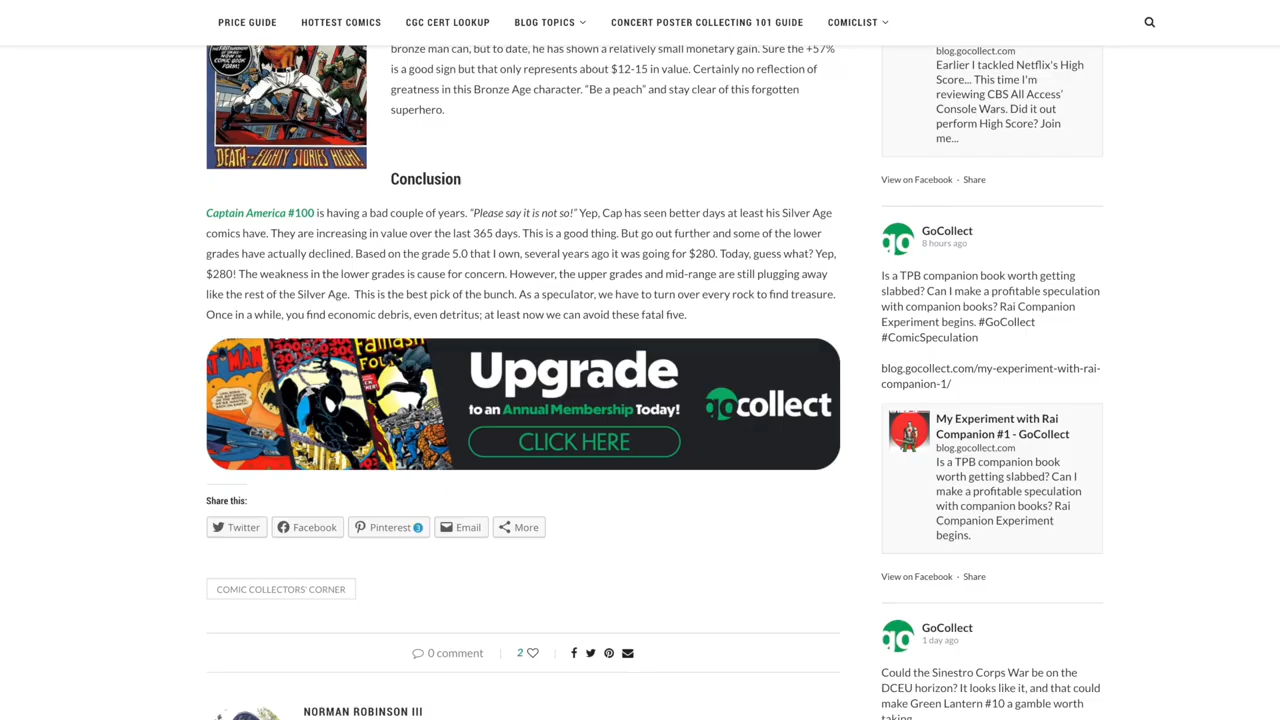 PRICE GUIDE HOTTEST COMICS CGC CERT LOOKUP BLOG TOPICS CONCERT POSTER COLLECTING 101 GUIDE COMICLIST
bronze man can, but to date, he has shown a relatively small monetary gain. Sure the +57%
is a good sign but that only represents about $12-15 in value. Certainly no reflection of
greatness in this Bronze Age character. “Be a peach” and stay clear of this forgotten
superhero.
DEATH--EIGHTY STORIES HIGH!
Conclusion
Captain America #100 is having a bad couple of years. “Please say it is not so!” Yep, Cap has seen better days at least his Silver Age
comics have. They are increasing in value over the last 365 days. This is a good thing. But go out further and some of the lower
grades have actually declined. Based on the grade 5.0 that I own, several years ago it was going for $280. Today, guess what? Yep,
$280! The weakness in the lower grades is cause for concern. However, the upper grades and mid-range are still plugging away
like the rest of the Silver Age. This is the best pick of the bunch. As a speculator, we have to turn over every rock to find treasure.
Once in a while, you find economic debris, even detritus; at least now we can avoid these fatal five.
BATMAN
Upgrade
to an Annual Membership Today!
CLICK HERE
gocollect
Share this:
Twitter Facebook Pinterest 3 Email More
COMIC COLLECTORS' CORNER
0 comment 2
NORMAN ROBINSON III
blog.gocollect.com
Earlier I tackled Netflix's High
Score... This time I'm
reviewing CBS All Access’
Console Wars. Did it out
perform High Score? Join
me...
View on Facebook · Share
go
GoCollect
8 hours ago
Is a TPB companion book worth getting
slabbed? Can I make a profitable speculation
with companion books? Rai Companion
Experiment begins. #GoCollect
#ComicSpeculation
blog.gocollect.com/my-experiment-with-rai-
companion-1/
My Experiment with Rai
Companion #1 - GoCollect
blog.gocollect.com
Is a TPB companion book
worth getting slabbed? Can I
make a profitable speculation
with companion books? Rai
Companion Experiment
begins.
View on Facebook · Share
go
GoCollect
1 day ago
Could the Sinestro Corps War be on the
DCEU horizon? It looks like it, and that could
make Green Lantern #10 a gamble worth
taking